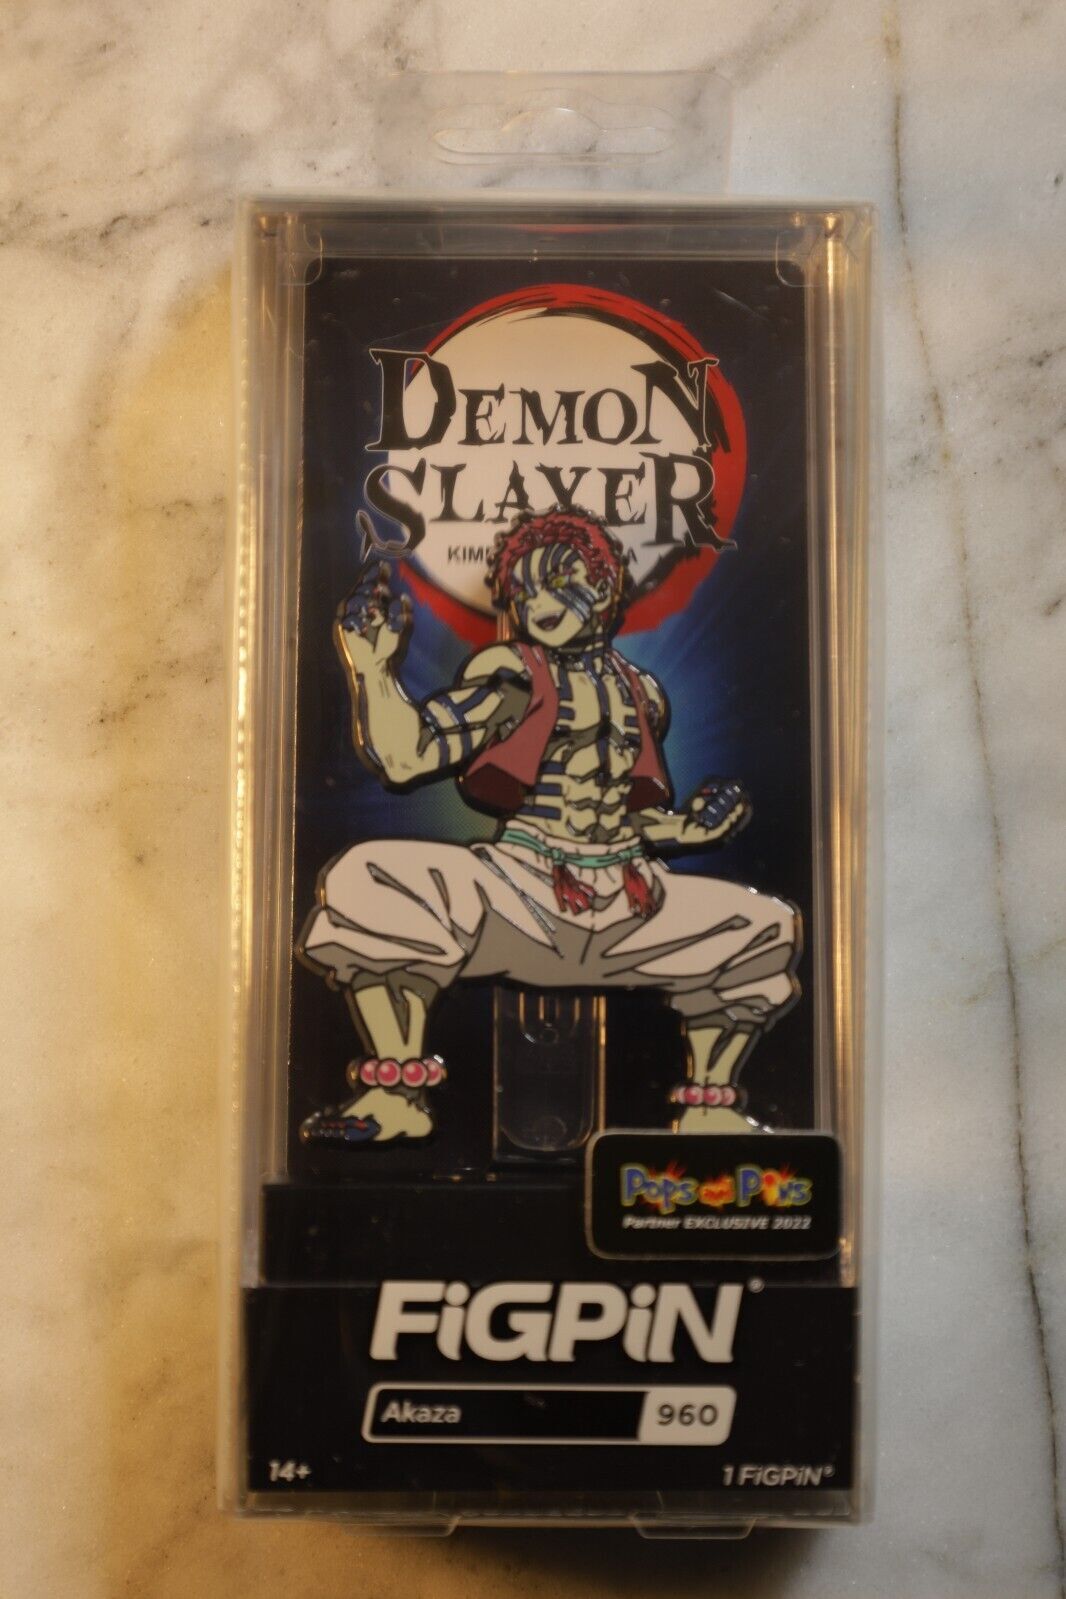 DEMON
SLAYER
Pops and Pins
Partner EXCLUSIVE 2022
FiGPiN®
Akaza
960
14+
1 FiGPiN®